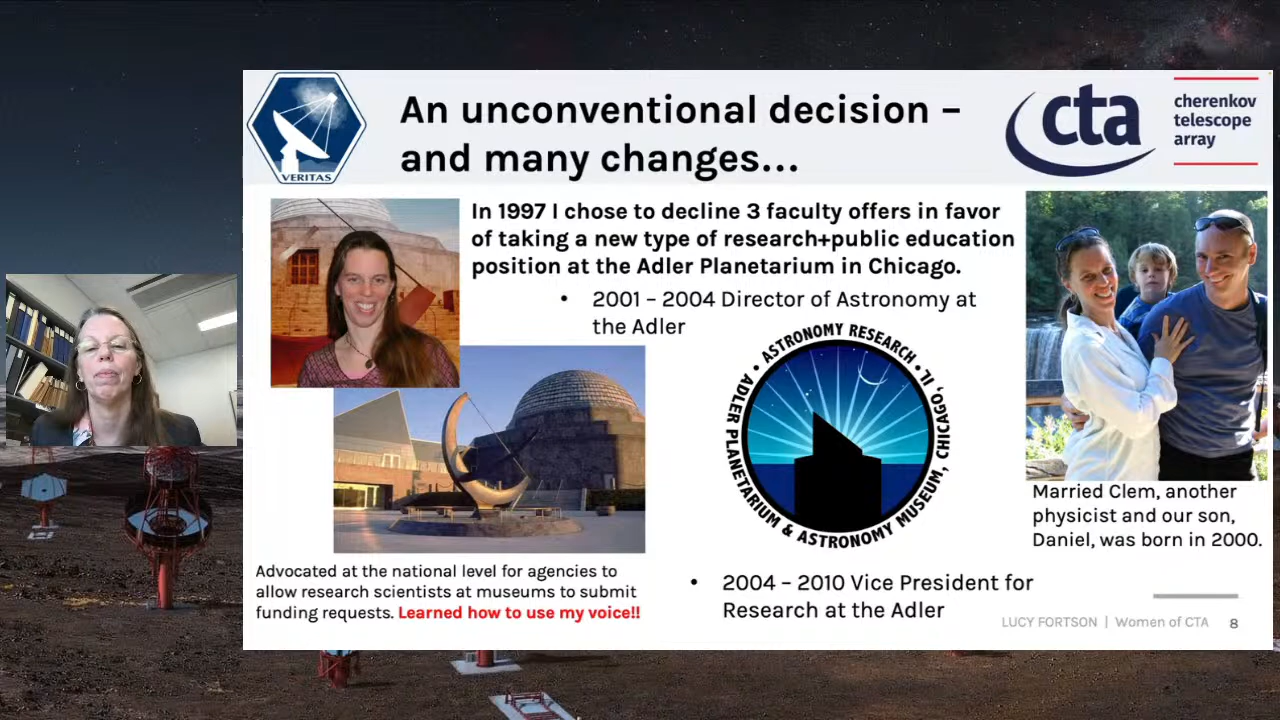 VERITAS
An unconventional decision –
and many changes...
cta
cherenkov
telescope
array
In 1997 I chose to decline 3 faculty offers in favor
of taking a new type of research+public education
position at the Adler Planetarium in Chicago.
• 2001 – 2004 Director of Astronomy at
the Adler
• ASTRONOMY RESEARCH •
ADLER PLANETARIUM & ASTRONOMY MUSEUM, CHICAGO, IL
Married Clem, another
physicist and our son,
Daniel, was born in 2000.
Advocated at the national level for agencies to
allow research scientists at museums to submit
funding requests. Learned how to use my voice!!
• 2004 – 2010 Vice President for
Research at the Adler
LUCY FORTSON | Women of CTA 8